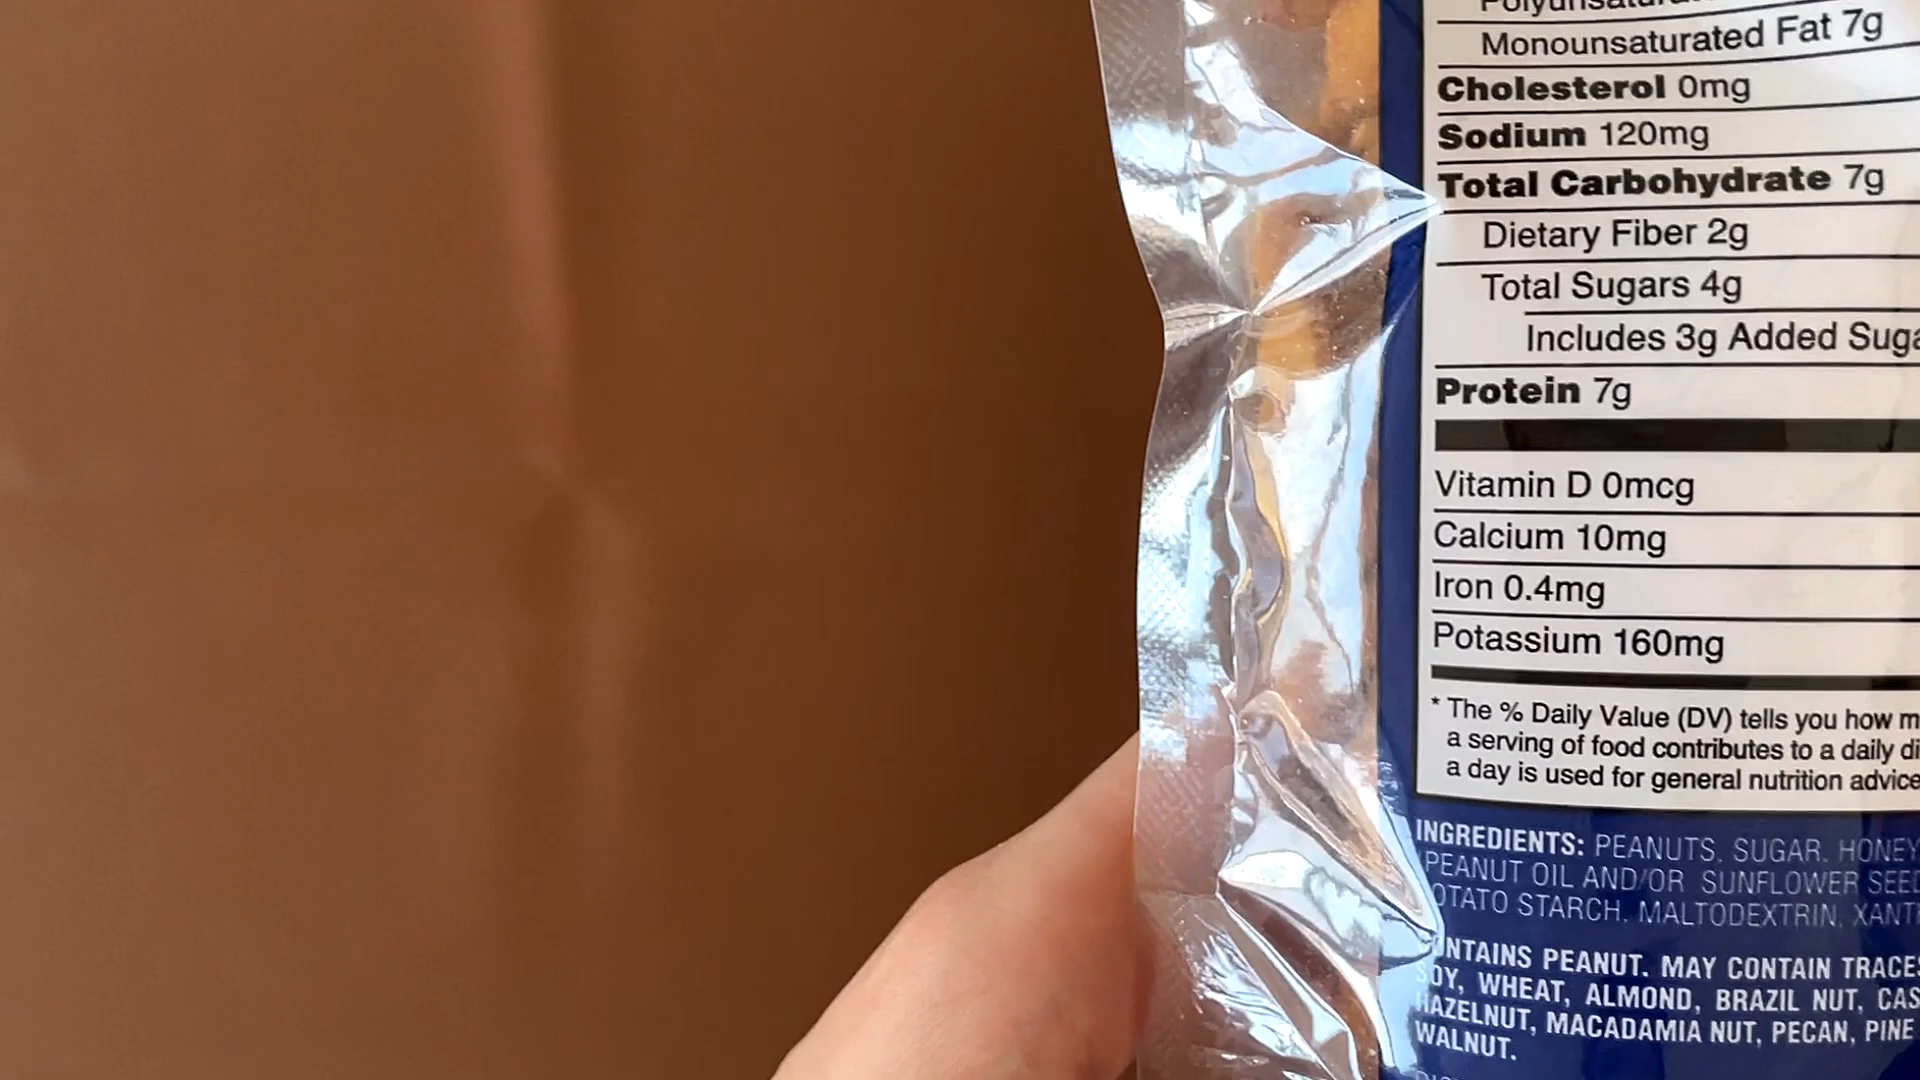 Monounsaturated Fat 7g
Cholesterol 0mg
Sodium 120mg
Total Carbohydrate 7g
Dietary Fiber 2g
Total Sugars 4g
Includes 3g Added Suga
Protein 7g
Vitamin D 0mcg
Calcium 10mg
Iron 0.4mg
Potassium 160mg
* The % Daily Value (DV) tells you how m
a serving of food contributes to a daily di
a day is used for general nutrition advice
INGREDIENTS: PEANUTS, SUGAR, HONEY
PEANUT OIL AND/OR SUNFLOWER SEED
OTATO STARCH, MALTODEXTRIN, XANT
NTAINS PEANUT. MAY CONTAIN TRACES
SOY, WHEAT, ALMOND, BRAZIL NUT, CAS
HAZELNUT, MACADAMIA NUT, PECAN, PINE
WALNUT.